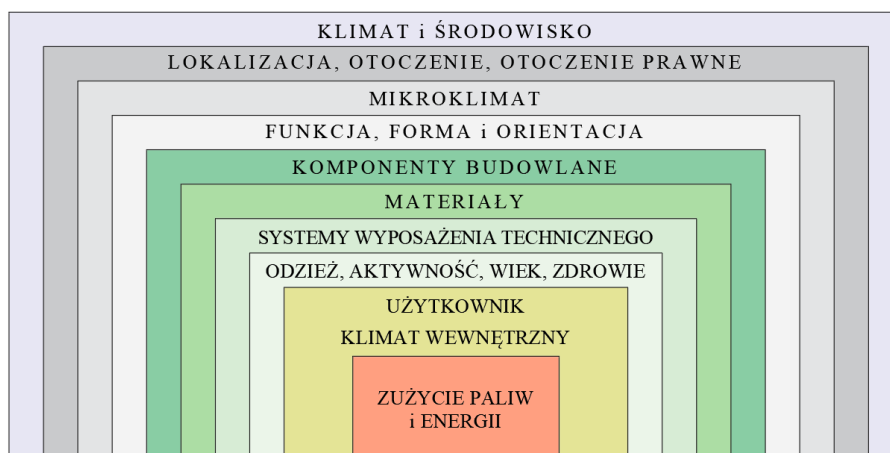 KLIMAT i ŚRODOWISKO
LOKALIZACJA, OTOCZENIE, OTOCZENIE PRAWNE
MIKROKLIMAT
FUNKCJA, FORMA i ORIENTACJA
KOMPONENTY BUDOWLANE
MATERIAŁY
SYSTEMY WYPOSAŻENIA TECHNICZNEGO
ODZIEŻ, AKTYWNOŚĆ, WIEK, ZDROWIE
UŻYTKOWNIK
KLIMAT WEWNĘTRZNY
ZUŻYCIE PALIW
i ENERGII